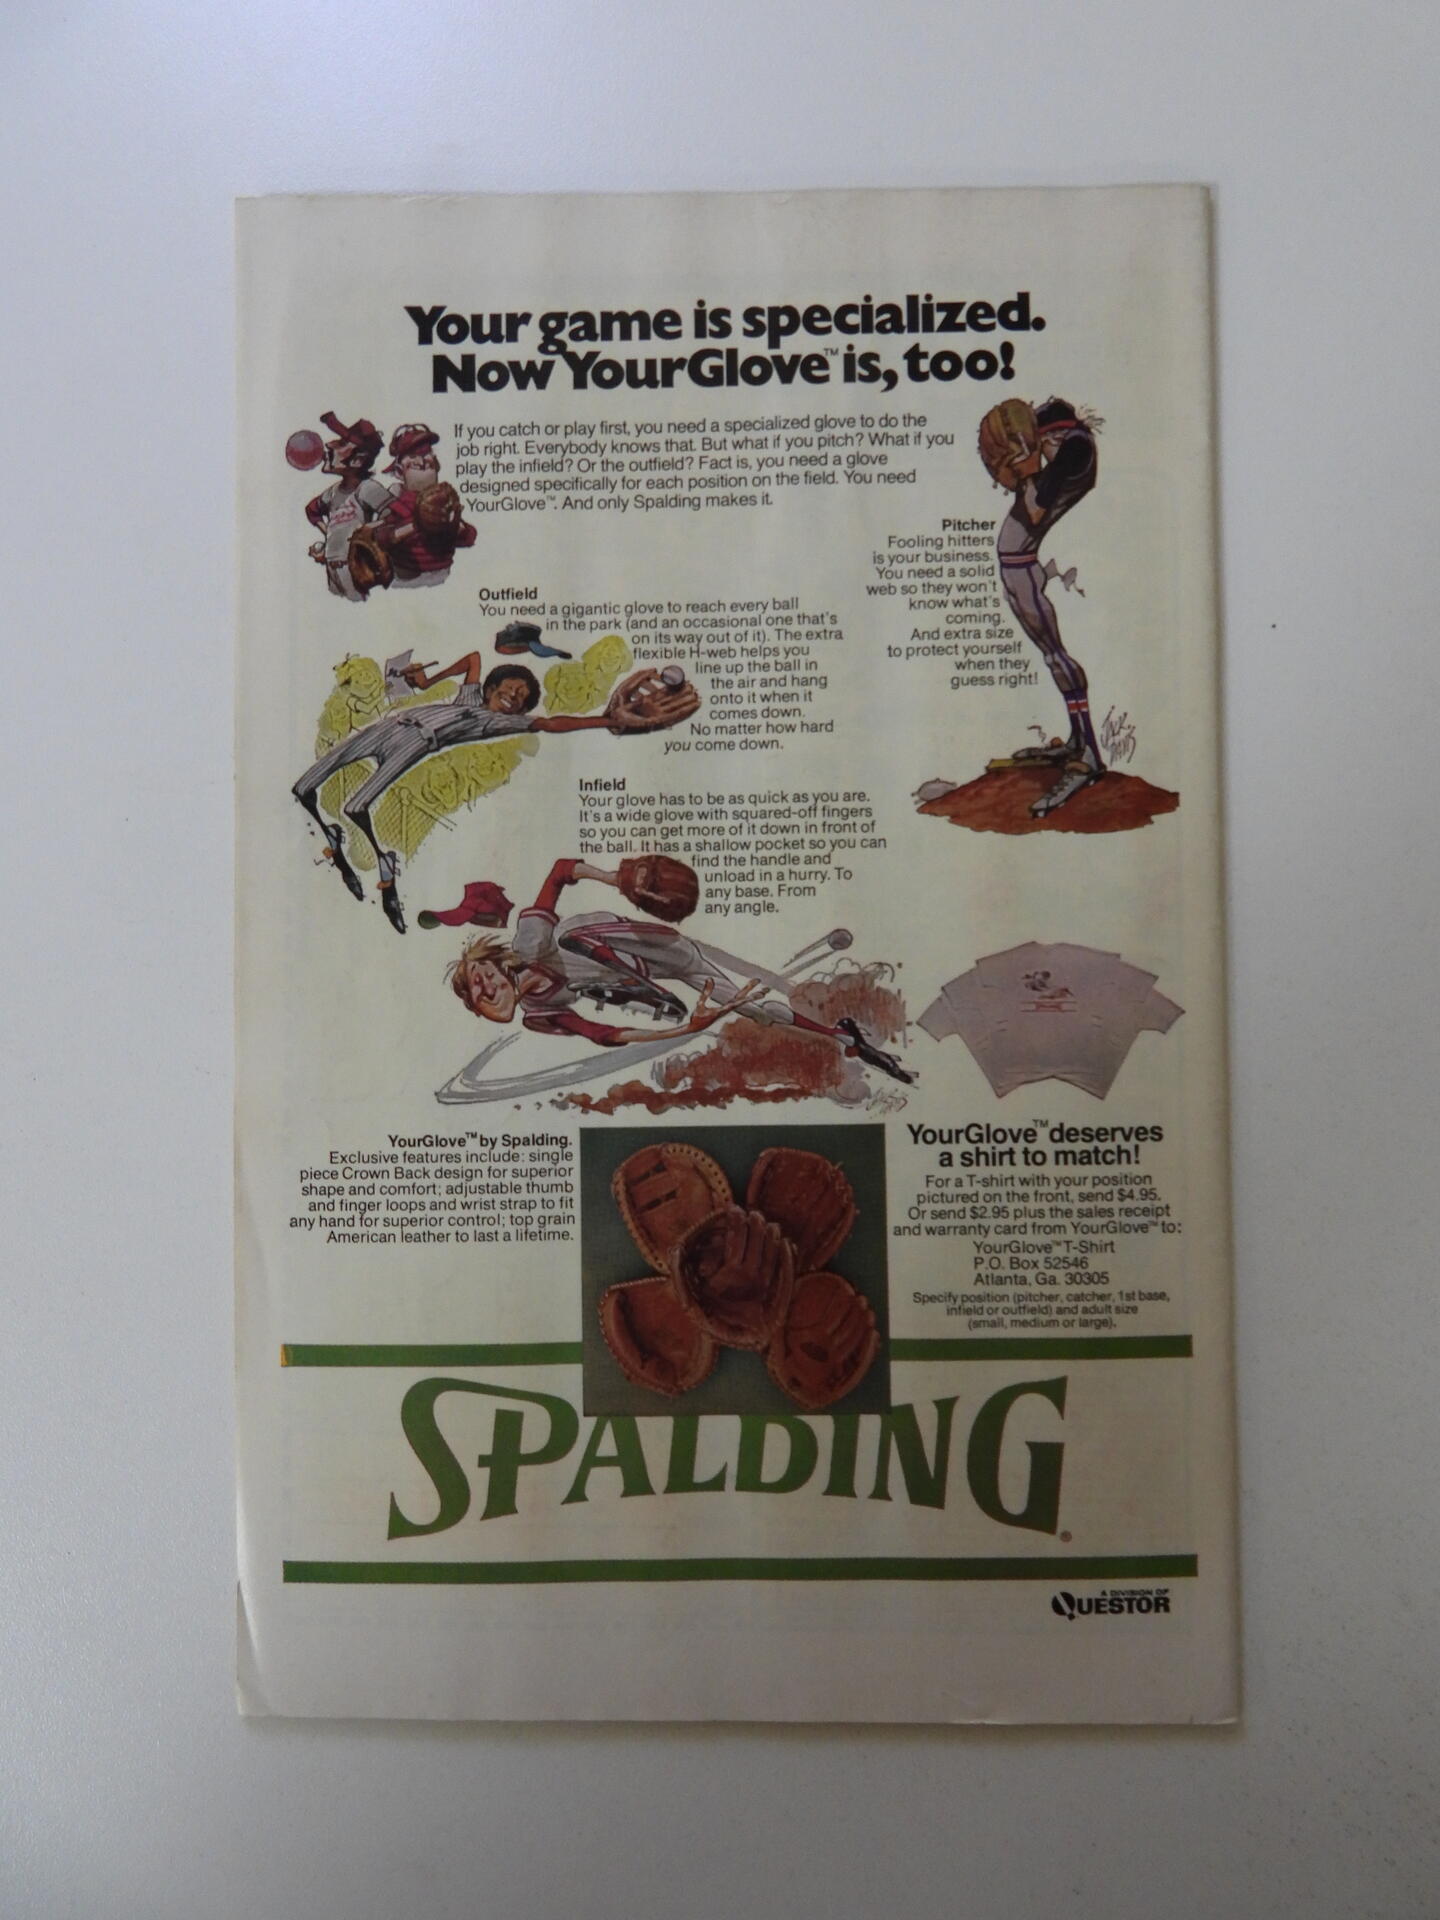 Your game is specialized.
Now YourGlove™ is, too!
If you catch or play first, you need a specialized glove to do the
job right. Everybody knows that. But what if you pitch? What if you
play the infield? Or the outfield? Fact is, you need a glove
designed specifically for each position on the field. You need
YourGlove™. And only Spalding makes it.
Pitcher
Fooling hitters
is your business.
You need a solid
web so they won't
know what's
coming.
And extra size
to protect yourself
when they
guess right!
JACK
DAVIS
Outfield
You need a gigantic glove to reach every ball
in the park (and an occasional one that's
on its way out of it). The extra
flexible H-web helps you
line up the ball in
the air and hang
onto it when it
comes down.
No matter how hard
you come down.
Infield
Your glove has to be as quick as you are.
It's a wide glove with squared-off fingers
so you can get more of it down in front of
the ball. It has a shallow pocket so you can
find the handle and
unload in a hurry. To
any base. From
any angle.
YourGlove™ by Spalding.
Exclusive features include: single
piece Crown Back design for superior
shape and comfort; adjustable thumb
and finger loops and wrist strap to fit
any hand for superior control; top grain
American leather to last a lifetime.
YourGlove™ deserves
a shirt to match!
For a T-shirt with your position
pictured on the front, send $4.95.
Or send $2.95 plus the sales receipt
and warranty card from YourGlove™ to:
YourGlove™ T-Shirt
P.O. Box 52546
Atlanta, Ga. 30305
Specify position (pitcher, catcher, 1st base,
infield or outfield) and adult size
(small, medium or large).
SPALDING®
A DIVISION OF
QUESTOR